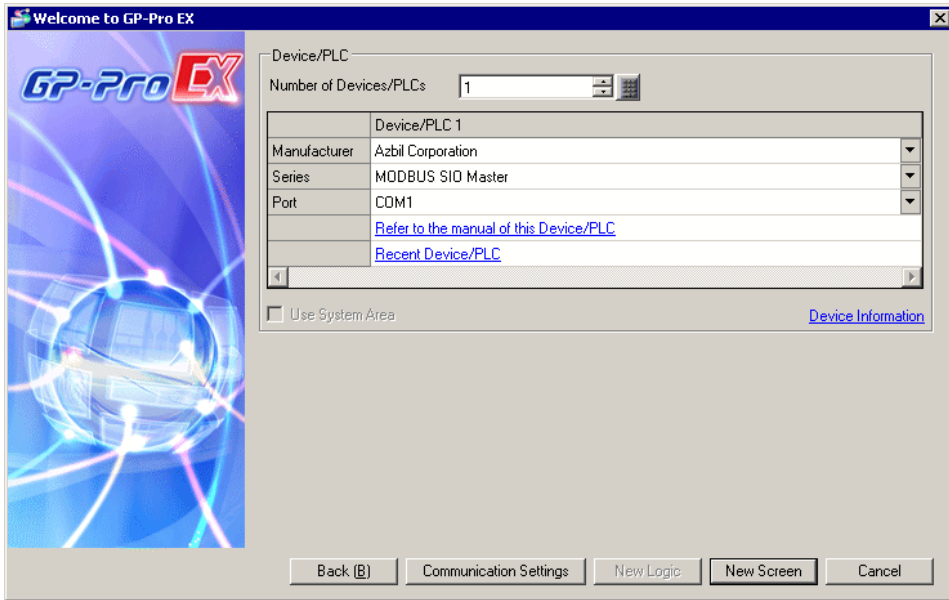 Welcome to GP-Pro EX
GP-Pro EX
Device/PLC
Number of Devices/PLCs 1
Device/PLC 1
Manufacturer Azbil Corporation
Series MODBUS SIO Master
Port COM1
Refer to the manual of this Device/PLC
Recent Device/PLC
Use System Area Device Information
Back (B) Communication Settings New Logic New Screen Cancel